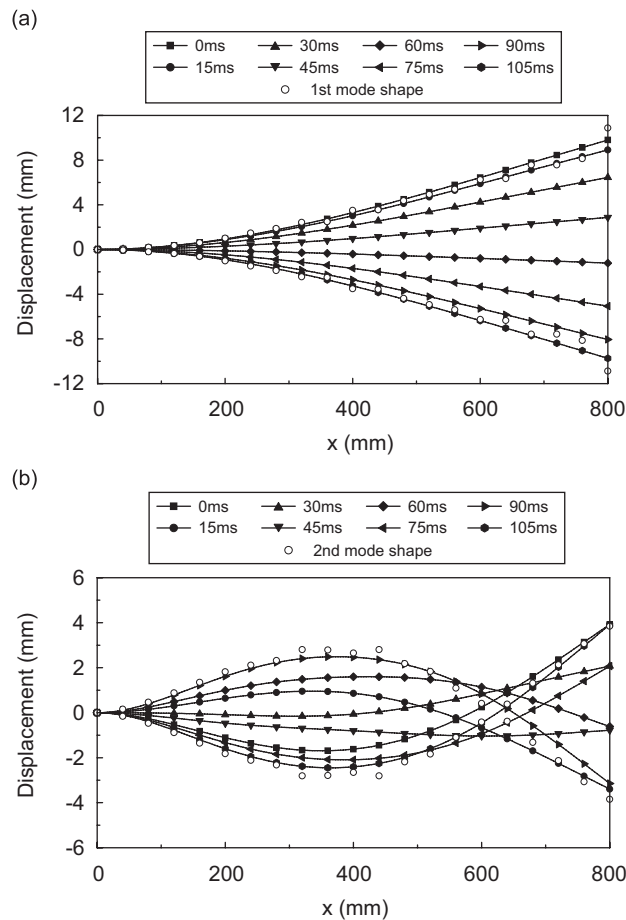 (a)
0ms 30ms 60ms 90ms
15ms 45ms 75ms 105ms
1st mode shape
12
8
4
0
-4
-8
-12
Displacement (mm)
0 200 400 600 800
x (mm)
(b)
0ms 30ms 60ms 90ms
15ms 45ms 75ms 105ms
2nd mode shape
6
4
2
0
-2
-4
-6
Displacement (mm)
0 200 400 600 800
x (mm)